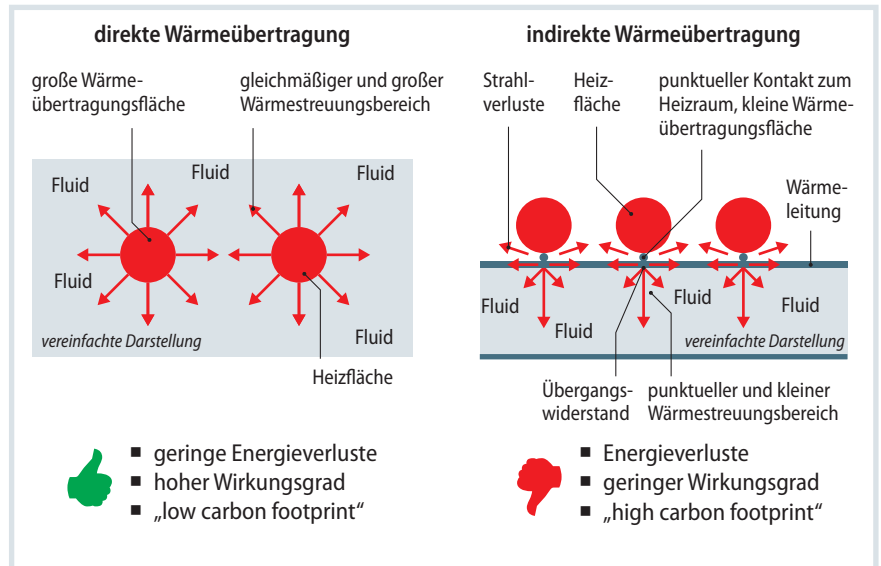 direkte Wärmeübertragung
große Wärme-
übertragungsfläche
gleichmäßiger und großer
Wärmestreuungsbereich
Fluid
Fluid
Fluid
Fluid
Fluid
vereinfachte Darstellung
Heizfläche
geringe Energieverluste
hoher Wirkungsgrad
„low carbon footprint“
indirekte Wärmeübertragung
Strahl-
verluste
Heiz-
fläche
punktueller Kontakt zum
Heizraum, kleine Wärme-
übertragungsfläche
Wärme-
leitung
Fluid
Fluid
Fluid
Fluid
vereinfachte Darstellung
Übergangs-
widerstand
punktueller und kleiner
Wärmestreuungsbereich
Energieverluste
geringer Wirkungsgrad
„high carbon footprint“